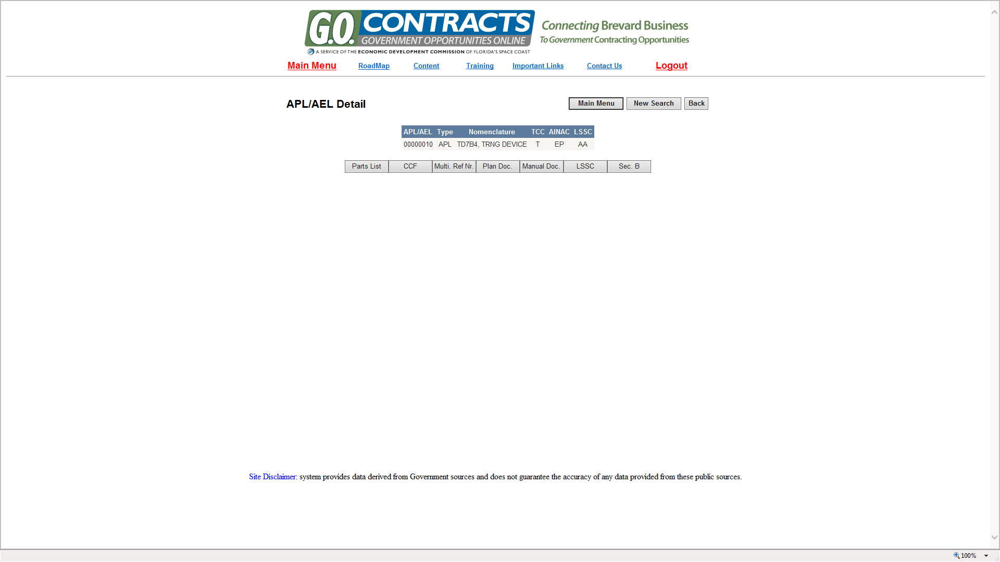 G.O. CONTRACTS
GOVERNMENT OPPORTUNITIES ONLINE
A SERVICE OF THE ECONOMIC DEVELOPMENT COMMISSION OF FLORIDA'S SPACE COAST
Connecting Brevard Business
To Government Contracting Opportunities
Main Menu RoadMap Content Training Important Links Contact Us Logout
APL/AEL Detail Main Menu New Search Back
APL/AEL Type Nomenclature TCC AINAC LSSC
00000010 APL TD7B4, TRNG DEVICE T EP AA
Parts List CCF Multi. Ref Nr. Plan Doc. Manual Doc. LSSC Sec. B
Site Disclaimer: system provides data derived from Government sources and does not guarantee the accuracy of any data provided from these public sources.
100%